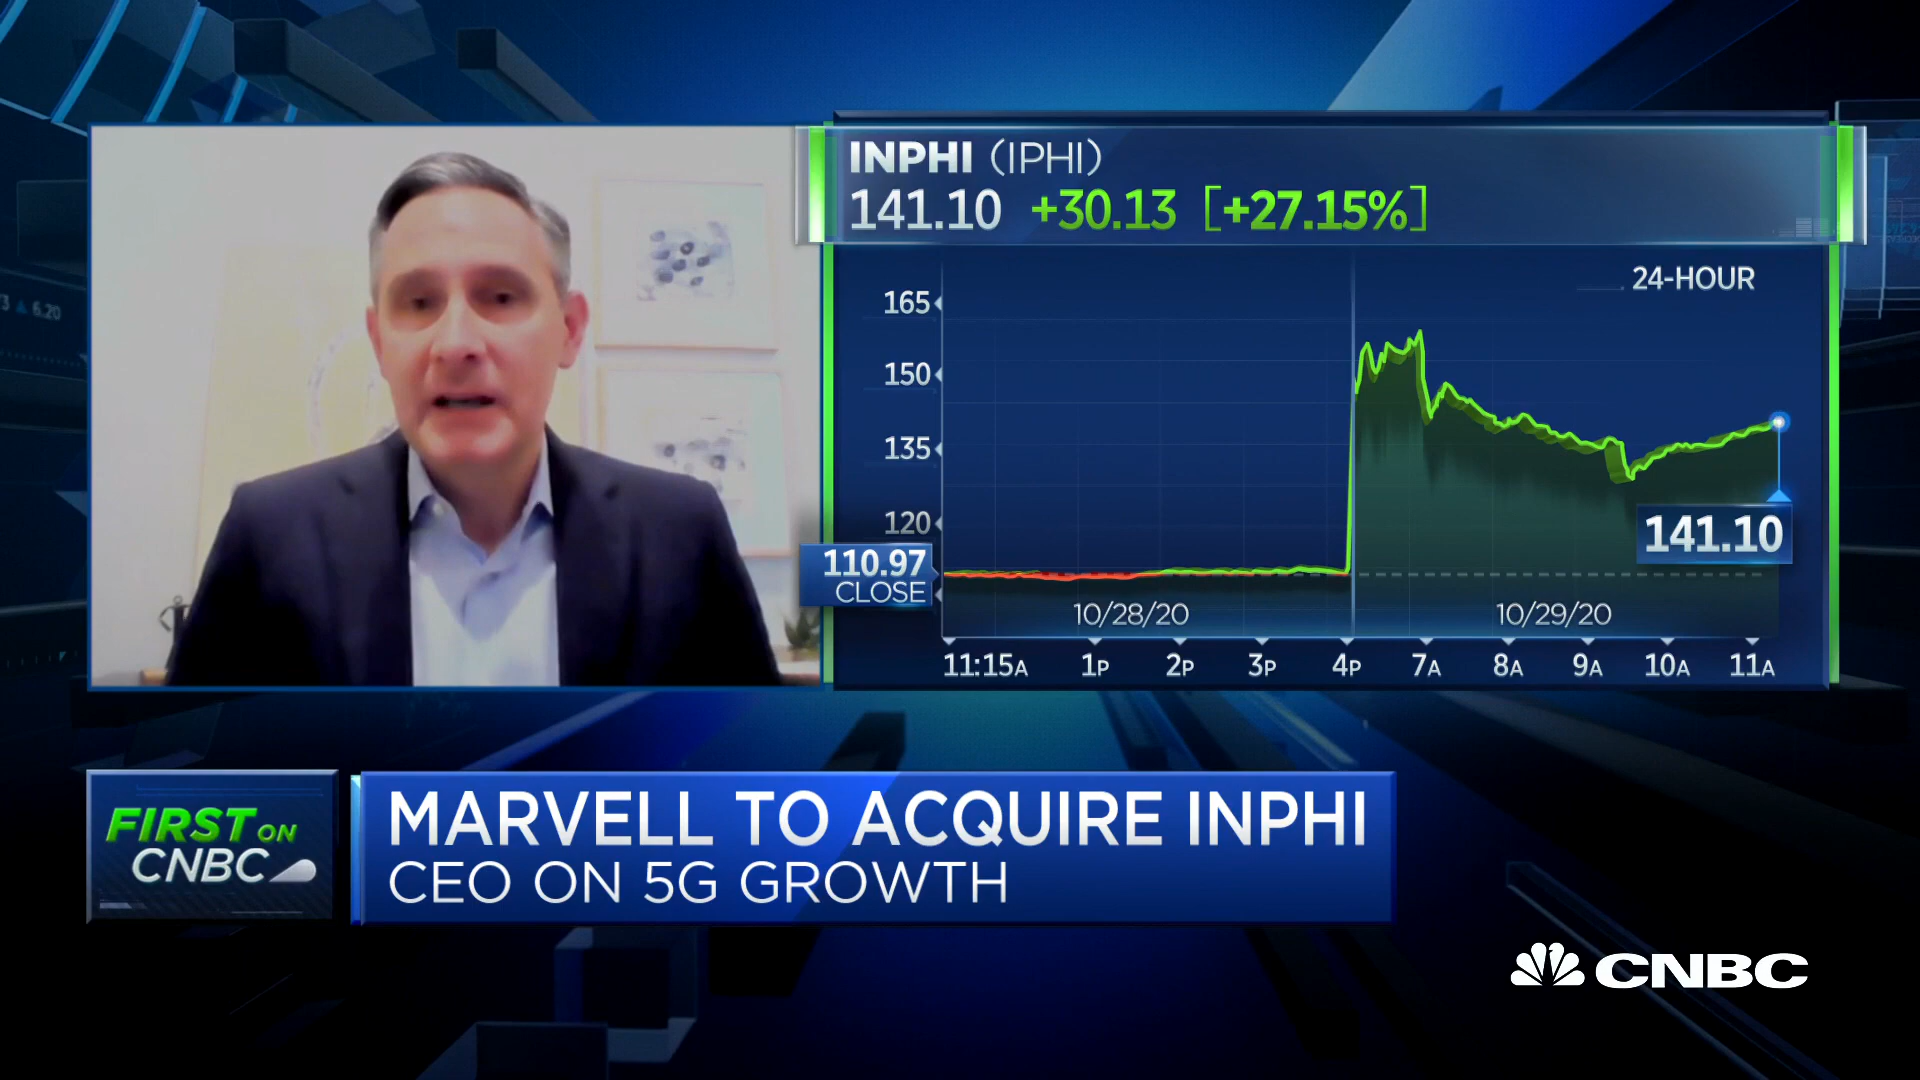 INPHI (IPHI)
141.10 +30.13 [+27.15%]
24-HOUR
165
150
135
120
110.97
CLOSE
141.10
10/28/20 10/29/20
11:15A 1P 2P 3P 4P 7A 8A 9A 10A 11A
6.20
FIRST ON
CNBC
MARVELL TO ACQUIRE INPHI
CEO ON 5G GROWTH
CNBC